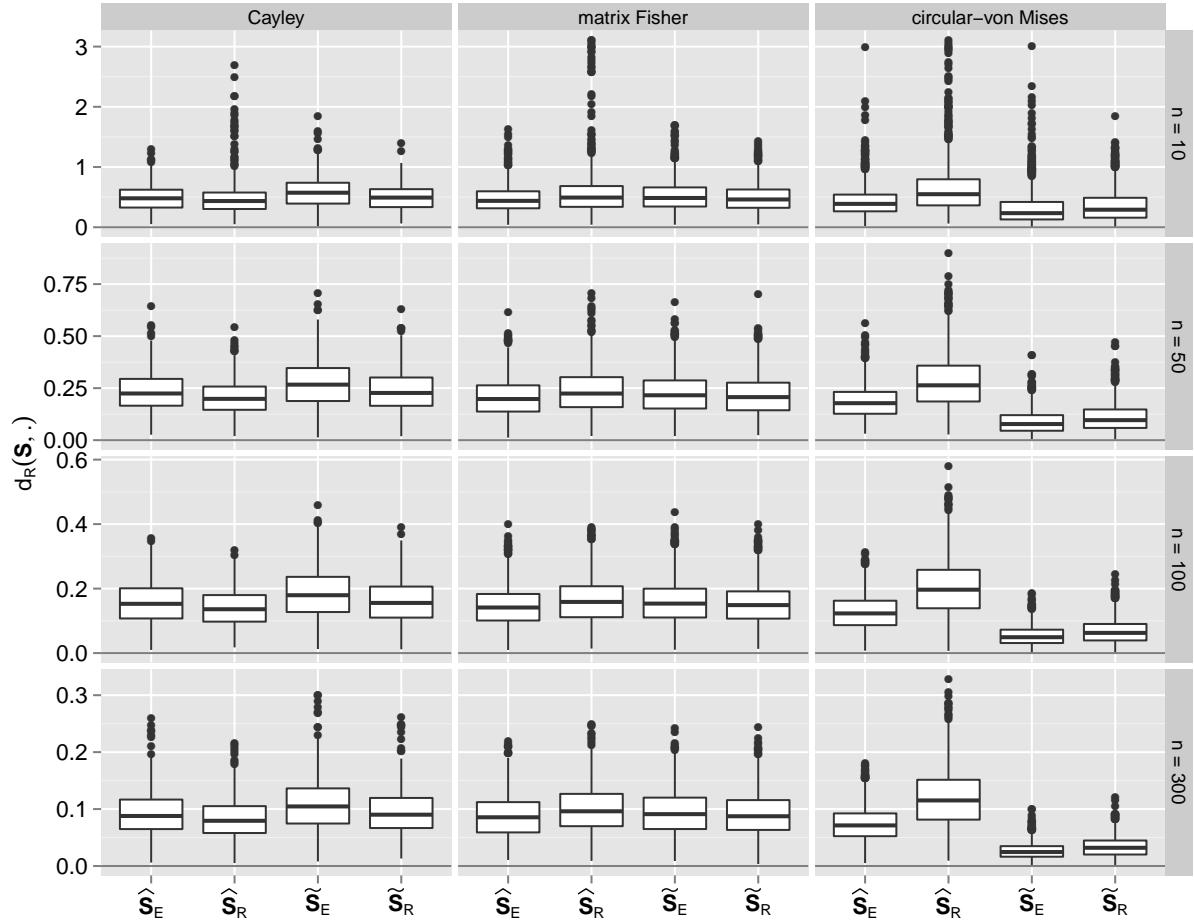 Cayley matrix Fisher circular−von Mises
3
2
1
0
n = 10
0.75
0.50
0.25
0.00
n = 50
d_R(S, .)
0.6
0.4
0.2
0.0
n = 100
0.3
0.2
0.1
0.0
n = 300
Ŝ_E Ŝ_R S̃_E S̃_R Ŝ_E Ŝ_R S̃_E S̃_R Ŝ_E Ŝ_R S̃_E S̃_R